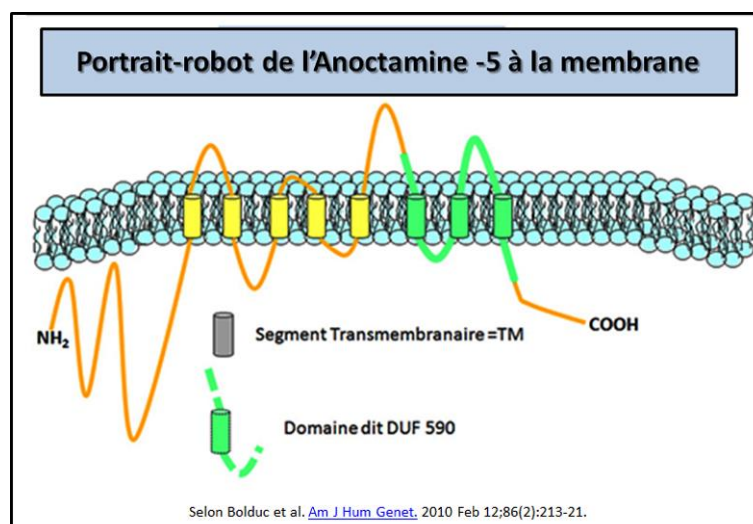 Portrait-robot de l'Anoctamine -5 à la membrane
NH2
COOH
Segment Transmembranaire =TM
Domaine dit DUF 590
Selon Bolduc et al. Am J Hum Genet. 2010 Feb 12;86(2):213-21.